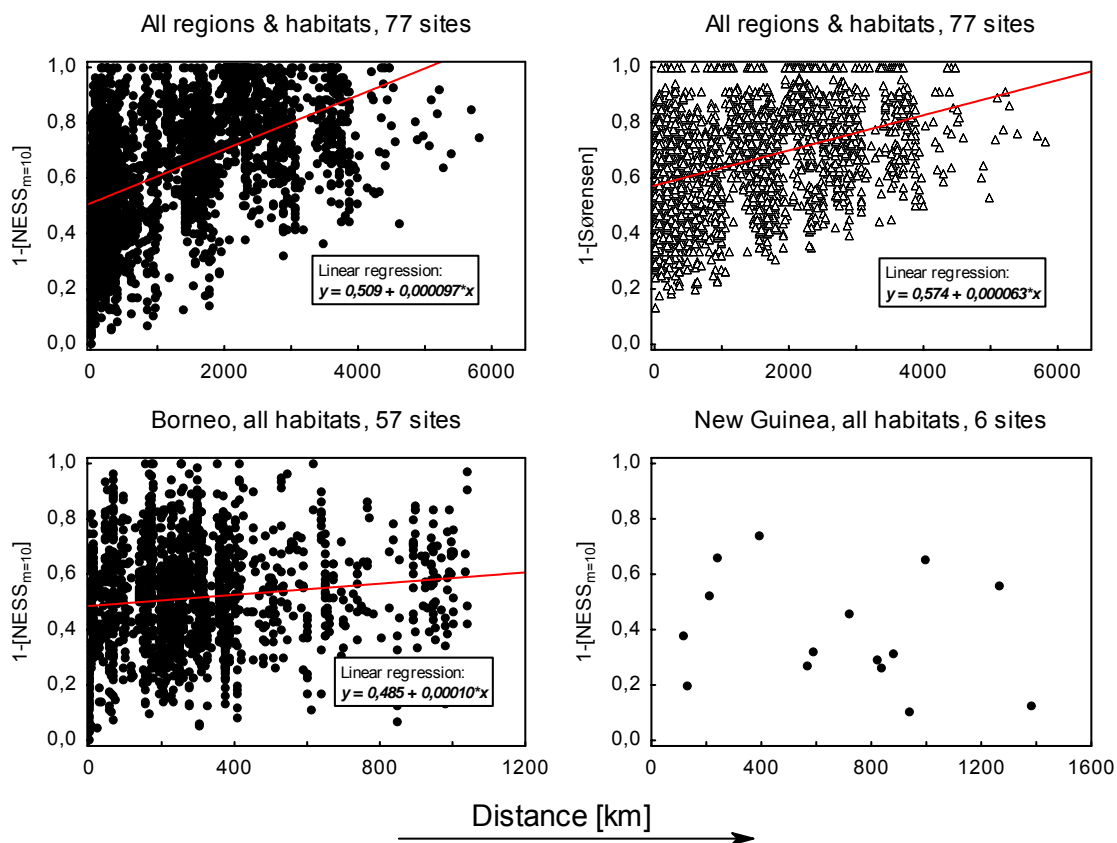 All regions & habitats, 77 sites
1-[NESSm=10]
1,0
0,8
0,6
0,4
0,2
0,0
Linear regression:
y = 0,509 + 0,000097*x
0
2000
4000
6000
All regions & habitats, 77 sites
1-[Sørensen]
1,0
0,8
0,6
0,4
0,2
0,0
Linear regression:
y = 0,574 + 0,000063*x
0
2000
4000
6000
Borneo, all habitats, 57 sites
1-[NESSm=10]
1,0
0,8
0,6
0,4
0,2
0,0
Linear regression:
y = 0,485 + 0,00010*x
0
400
800
1200
New Guinea, all habitats, 6 sites
1-[NESSm=10]
1,0
0,8
0,6
0,4
0,2
0,0
0
400
800
1200
1600
Distance [km]